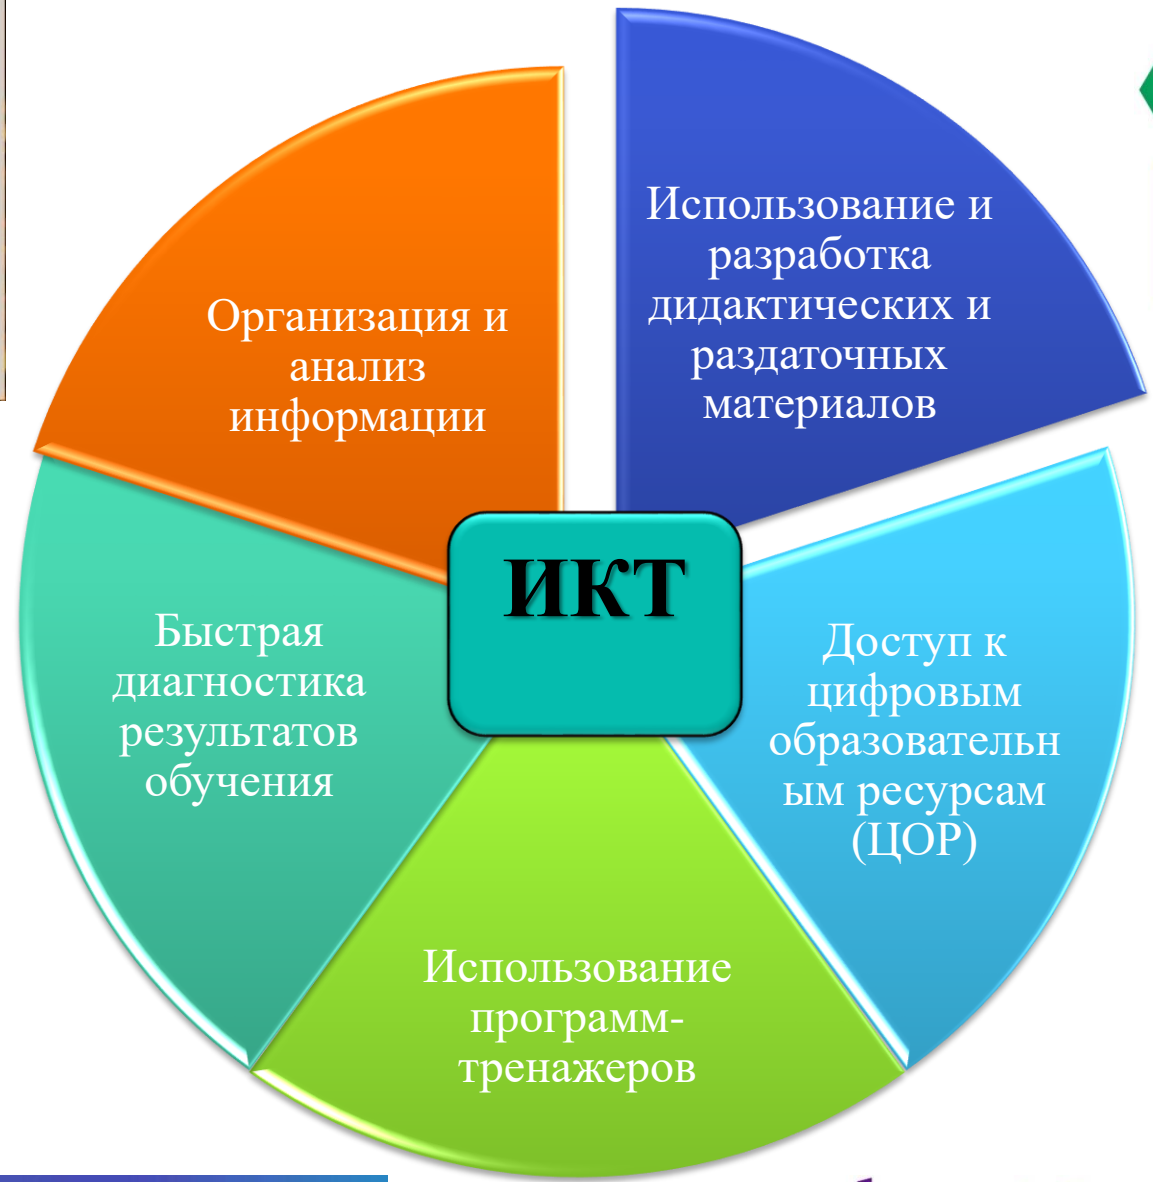 Использование и
разработка
дидактических и
раздаточных
материалов
Организация и
анализ
информации
ИКТ
Быстрая
диагностика
результатов
обучения
Доступ к
цифровым
образовательн
ым ресурсам
(ЦОР)
Использование
программ-
тренажеров